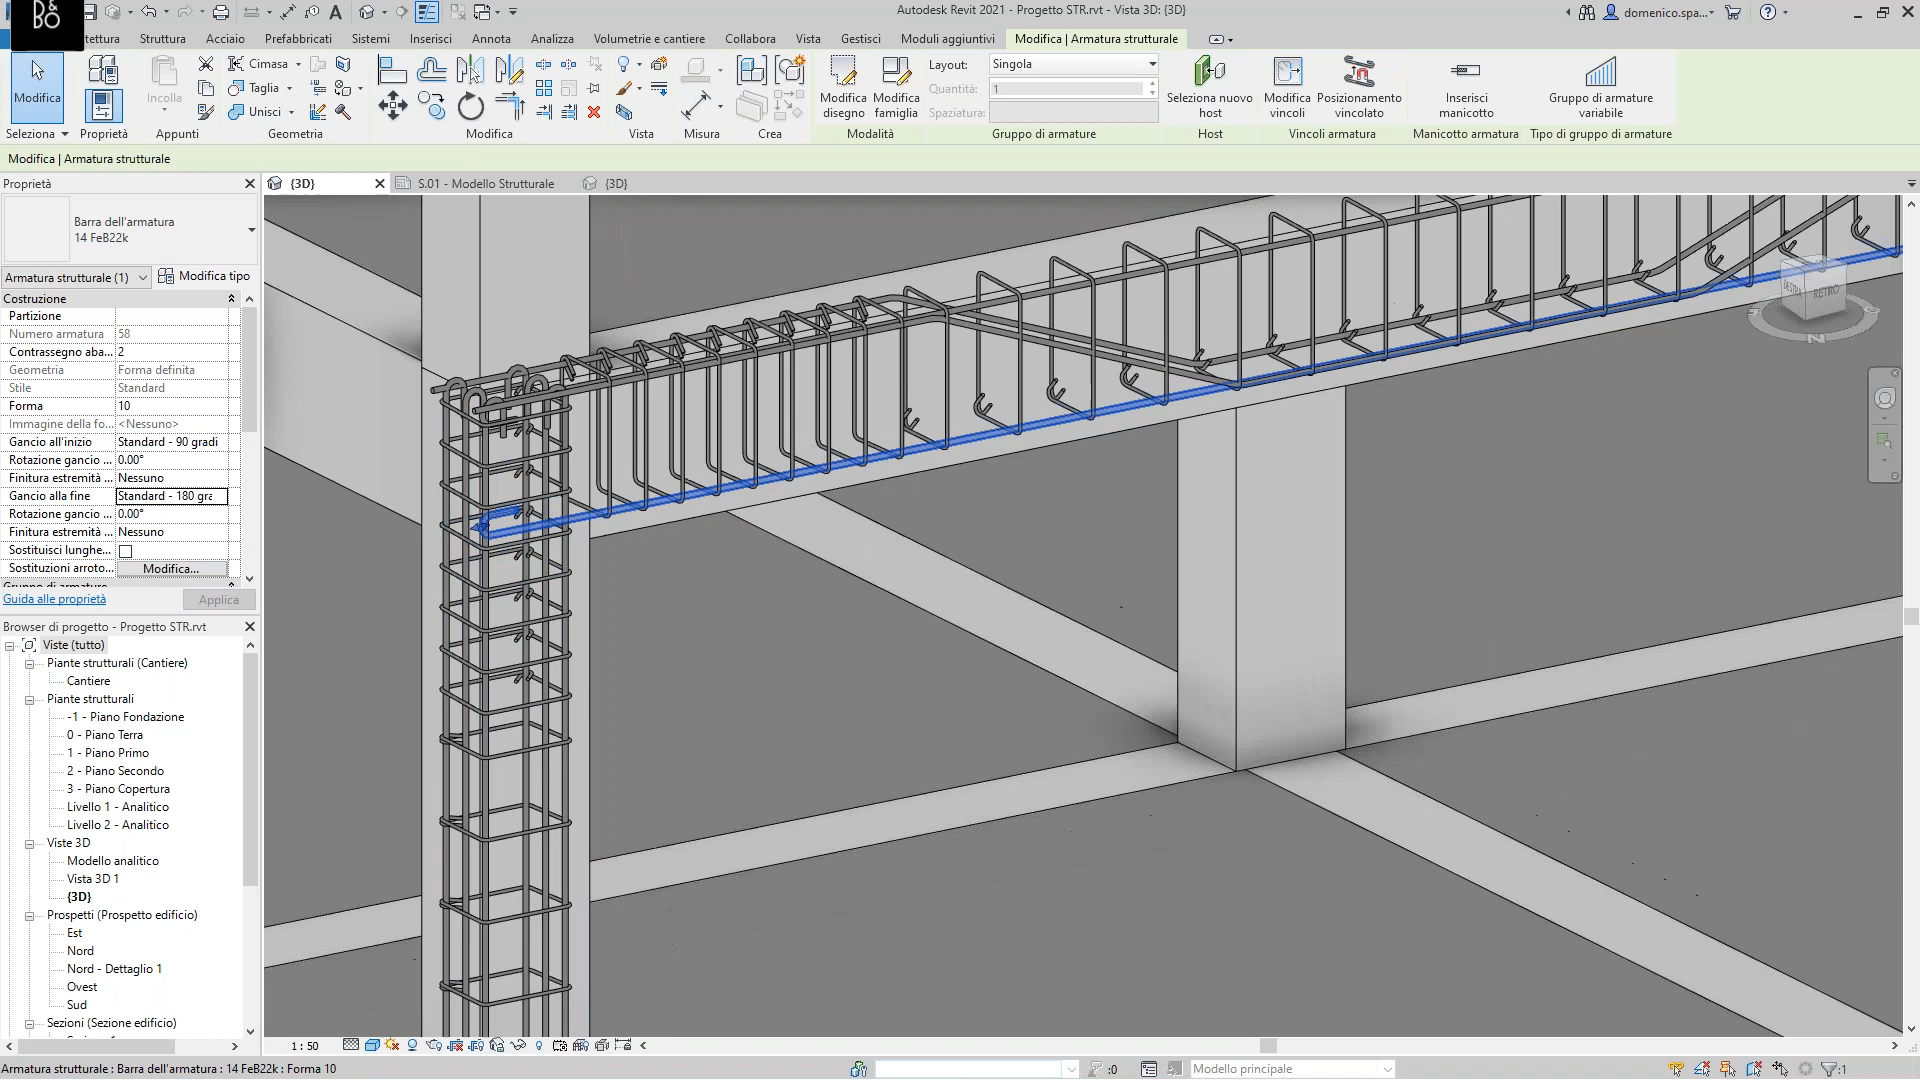 B&
BO
Autodesk Revit 2021 - Progetto STR.rvt - Vista 3D: {3D}
domenico.spa...
tettura Struttura Acciaio Prefabbricati Sistemi Inserisci Annota Analizza Volumetrie e cantiere Collabora Vista Gestisci Moduli aggiuntivi Modifica | Armatura strutturale
Modifica
Incolla
Cimasa
Taglia
Unisci
Modifica disegno
Modifica famiglia
Layout: Singola
Quantità: 1
Spaziatura:
Seleziona nuovo host
Modifica vincoli
Posizionamento vincolato
Inserisci manicotto
Gruppo di armature variabile
Seleziona Proprietà Appunti Geometria Modifica Vista Misura Crea Modalità Gruppo di armature Host Vincoli armatura Manicotto armatura Tipo di gruppo di armature
Modifica | Armatura strutturale
Proprietà
{3D} S.01 - Modello Strutturale {3D}
Barra dell'armatura
14 FeB22k
Armatura strutturale (1) Modifica tipo
Costruzione
Partizione
Numero armatura 58
Contrassegno aba... 2
Geometria Forma definita
Stile Standard
Forma 10
Immagine della fo... <Nessuno>
Gancio all'inizio Standard - 90 gradi
Rotazione gancio ... 0.00°
Finitura estremità ... Nessuno
Gancio alla fine Standard - 180 gra
Rotazione gancio ... 0.00°
Finitura estremità ... Nessuno
Sostituisci lunghe...
Sostituzioni arroto... Modifica...
Gruppo di armature
Guida alle proprietà Applica
Browser di progetto - Progetto STR.rvt
Viste (tutto)
Piante strutturali (Cantiere)
Cantiere
Piante strutturali
-1 - Piano Fondazione
0 - Piano Terra
1 - Piano Primo
2 - Piano Secondo
3 - Piano Copertura
Livello 1 - Analitico
Livello 2 - Analitico
Viste 3D
Modello analitico
Vista 3D 1
{3D}
Prospetti (Prospetto edificio)
Est
Nord
Nord - Dettaglio 1
Ovest
Sud
Sezioni (Sezione edificio)
DESTRA RETRO
N
1 : 50
Armatura strutturale : Barra dell'armatura : 14 FeB22k : Forma 10
:0
Modello principale
:1